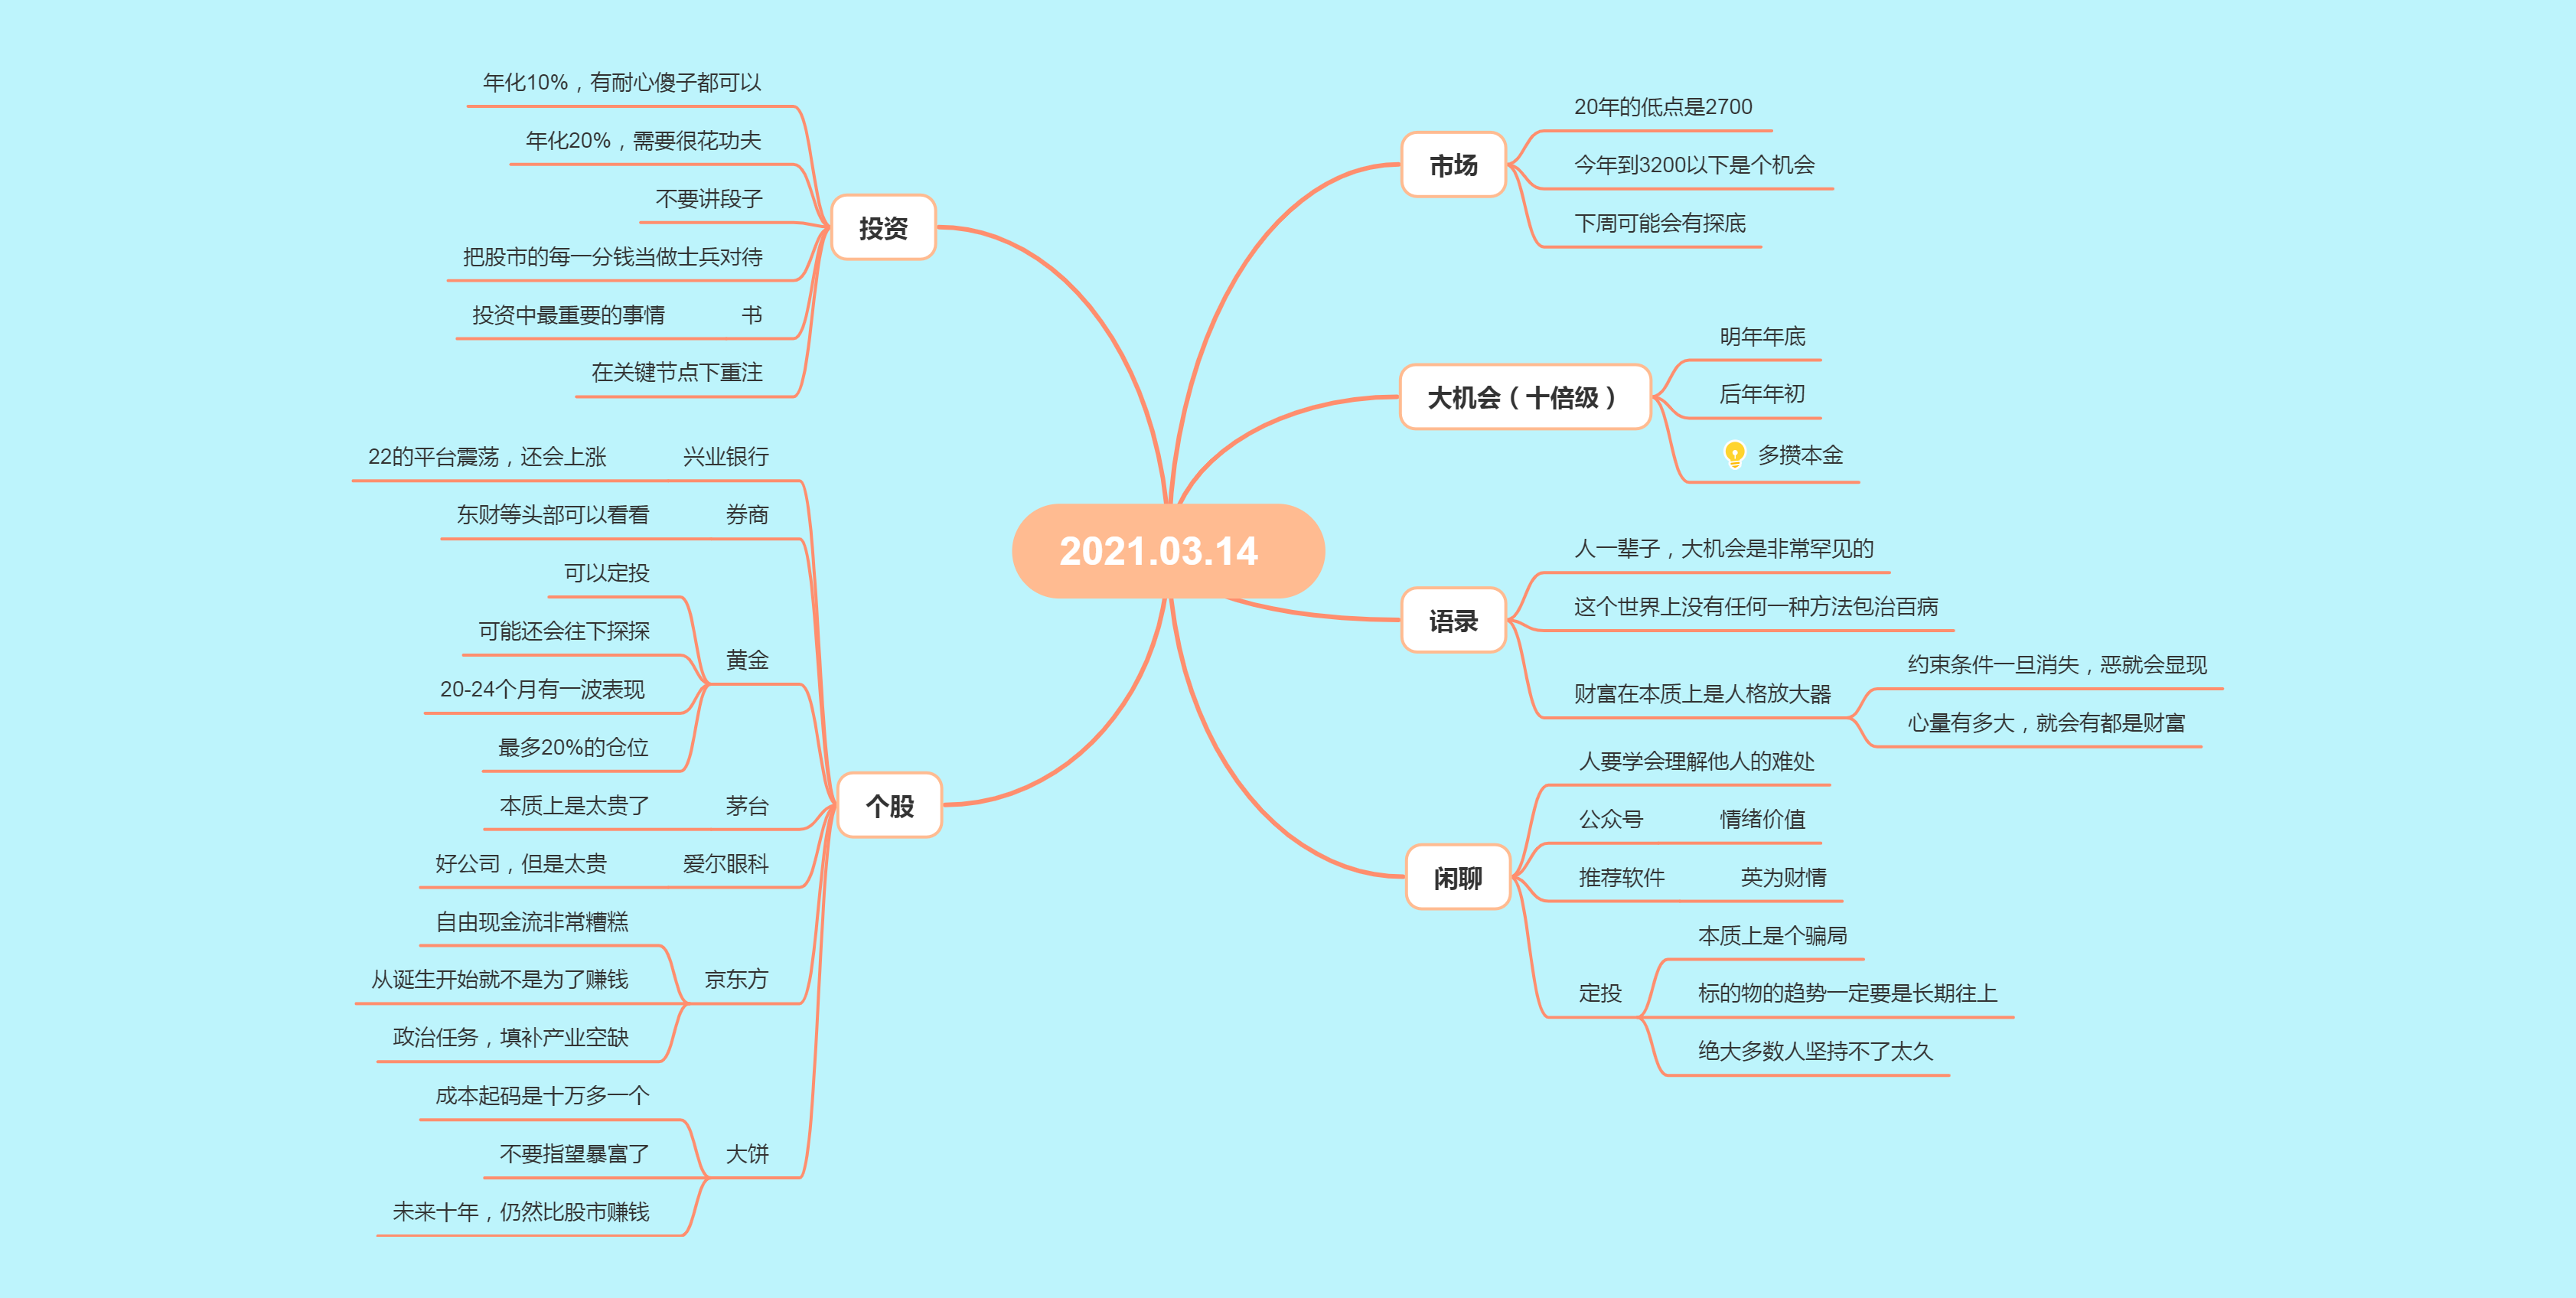 2021.03.14
市场
20年的低点是2700
今年到3200以下是个机会
下周可能会有探底
大机会（十倍级）
明年年底
后年年初
多攒本金
语录
人一辈子，大机会是非常罕见的
这个世界上没有任何一种方法包治百病
财富在本质上是人格放大器
约束条件一旦消失，恶就会显现
心量有多大，就会有都是财富
闲聊
人要学会理解他人的难处
公众号
情绪价值
推荐软件
英为财情
定投
本质上是个骗局
标的物的趋势一定要是长期往上
绝大多数人坚持不了太久
投资
年化10%，有耐心傻子都可以
年化20%，需要很花功夫
不要讲段子
把股市的每一分钱当做士兵对待
书
投资中最重要的事情
在关键节点下重注
个股
兴业银行
22的平台震荡，还会上涨
券商
东财等头部可以看看
黄金
可以定投
可能还会往下探探
20-24个月有一波表现
最多20%的仓位
茅台
本质上是太贵了
爱尔眼科
好公司，但是太贵
京东方
自由现金流非常糟糕
从诞生开始就不是为了赚钱
政治任务，填补产业空缺
大饼
成本起码是十万多一个
不要指望暴富了
未来十年，仍然比股市赚钱